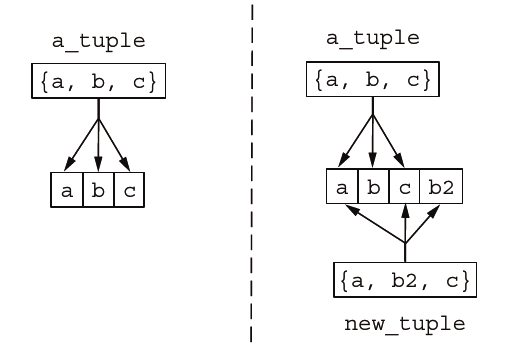 a_tuple
{a, b, c}
a b c
a_tuple
{a, b, c}
a b c b2
{a, b2, c}
new_tuple